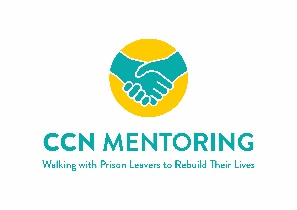 CCN MENTORING
Walking with Prison Leavers to Rebuild Their Lives